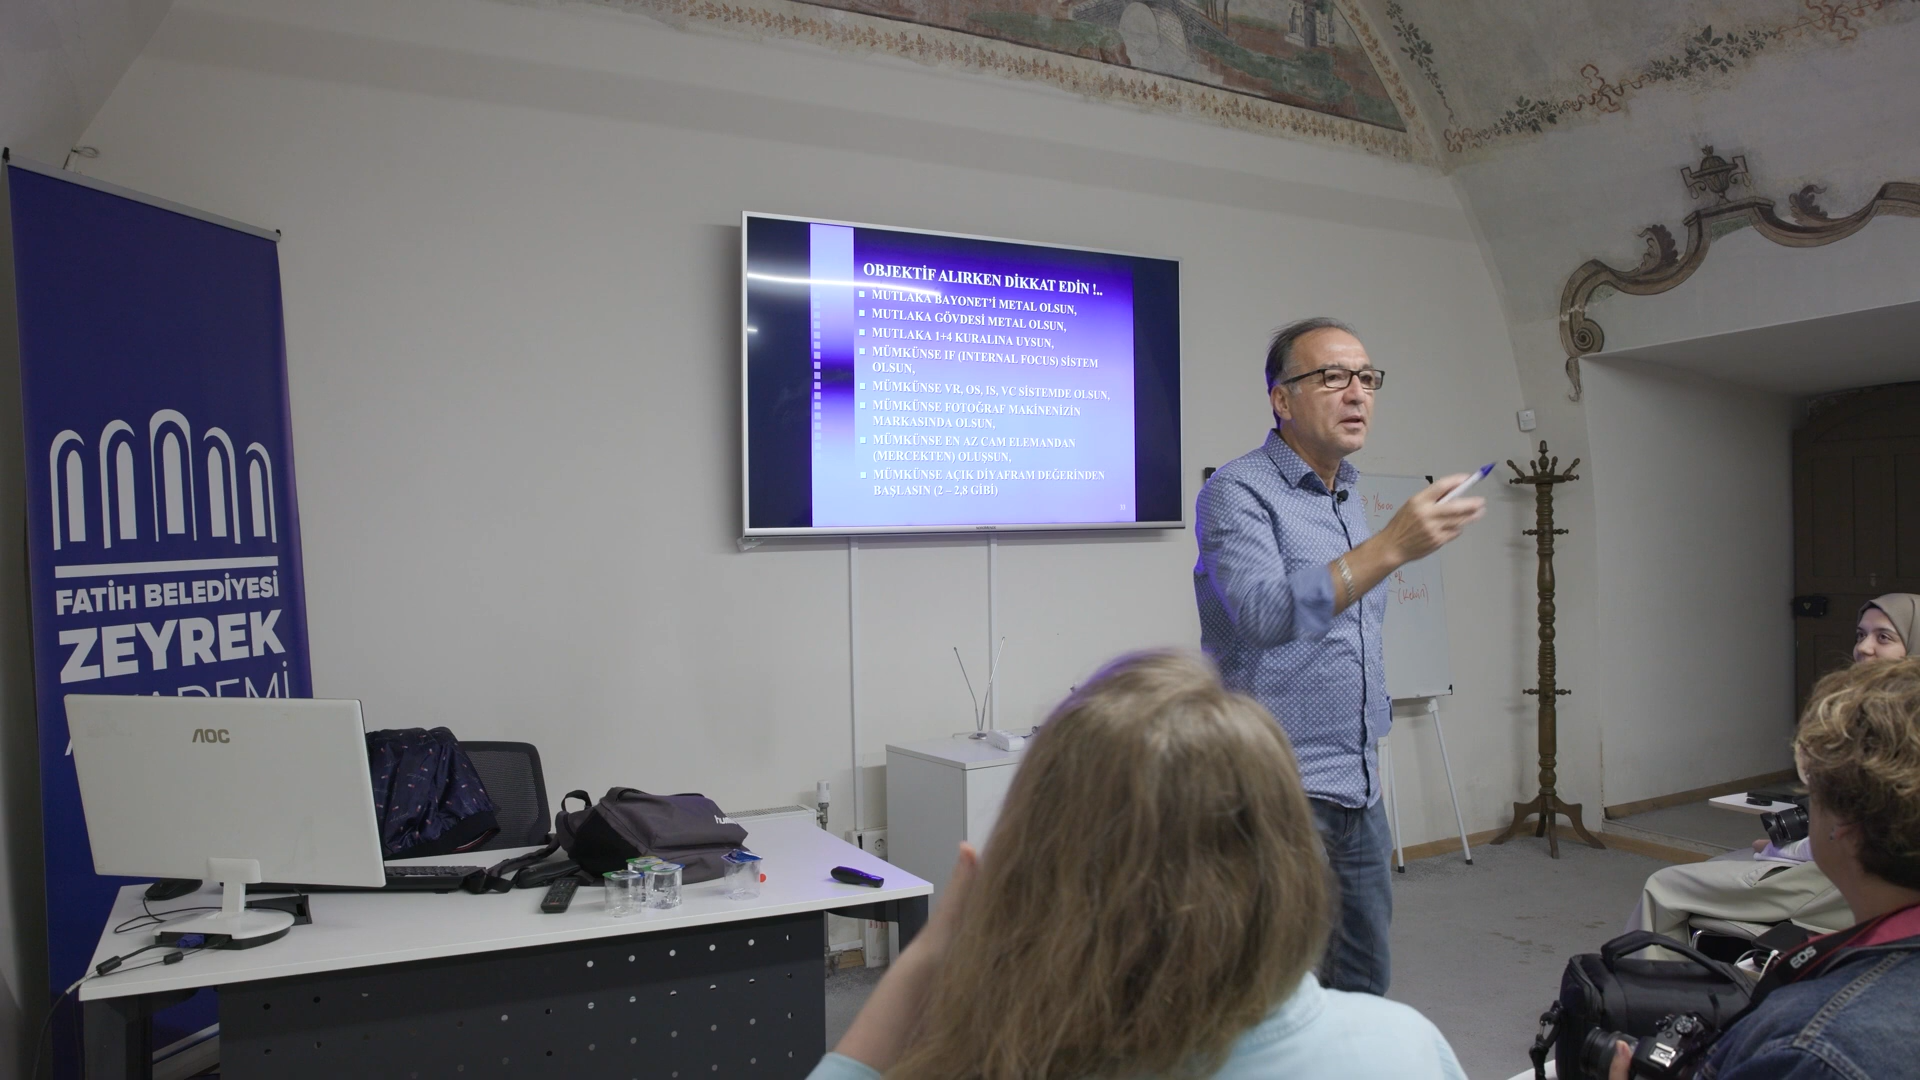 OBJEKTİF ALIRKEN DİKKAT EDİN !..
MUTLAKA BAYONET'İ METAL OLSUN,
MUTLAKA GÖVDESİ METAL OLSUN,
MUTLAKA 1+4 KURALINA UYSUN,
MÜMKÜNSE IF (INTERNAL FOCUS) SİSTEM
OLSUN,
MÜMKÜNSE VR, OS, IS, VC SİSTEMDE OLSUN,
MÜMKÜNSE FOTOĞRAF MAKİNENİZİN
MARKASINDA OLSUN,
MÜMKÜNSE EN AZ CAM ELEMANDAN
(MERCEKTEN) OLUŞSUN,
MÜMKÜNSE AÇIK DİYAFRAM DEĞERİNDEN
BAŞLASIN (2 – 2,8 GİBİ)
FATİH BELEDİYESİ
ZEYREK
AOC
(Kelvin)
EOS